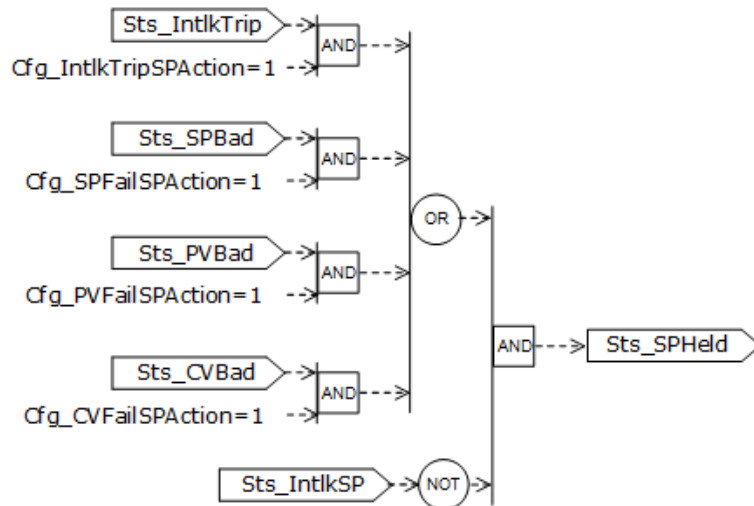 Sts_IntlkTrip
AND
Cfg_IntlkTripSPAction=1
Sts_SPBad
AND
Cfg_SPFailSPAction=1
OR
Sts_PVBad
AND
Cfg_PVFailSPAction=1
AND
Sts_SPHeld
Sts_CVBad
AND
Cfg_CVFailSPAction=1
Sts_IntlkSP
NOT